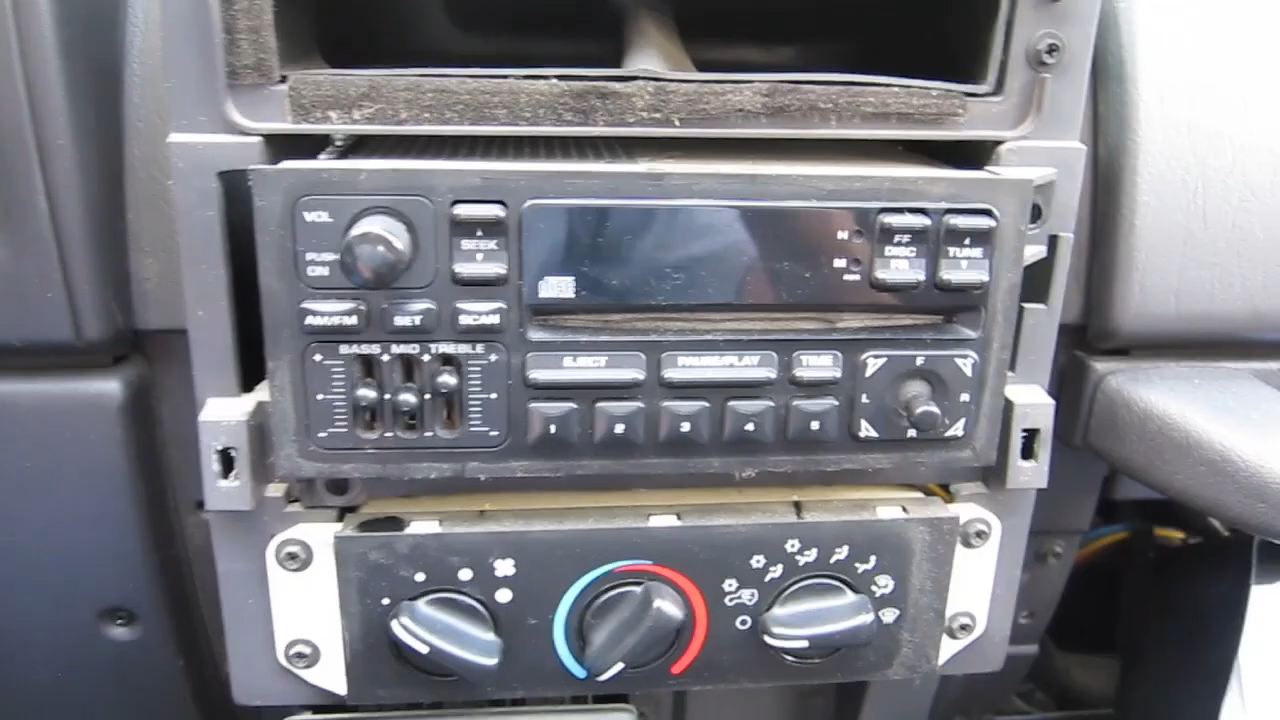 VOL
PUSH
ON
SEEK
AM/FM
SET
SCAN
BASS MID TREBLE
H
M
FF
DISC
TUNE
EJECT
PAUSE/PLAY
TIME
1
2
3
4
5
F
L
R
R